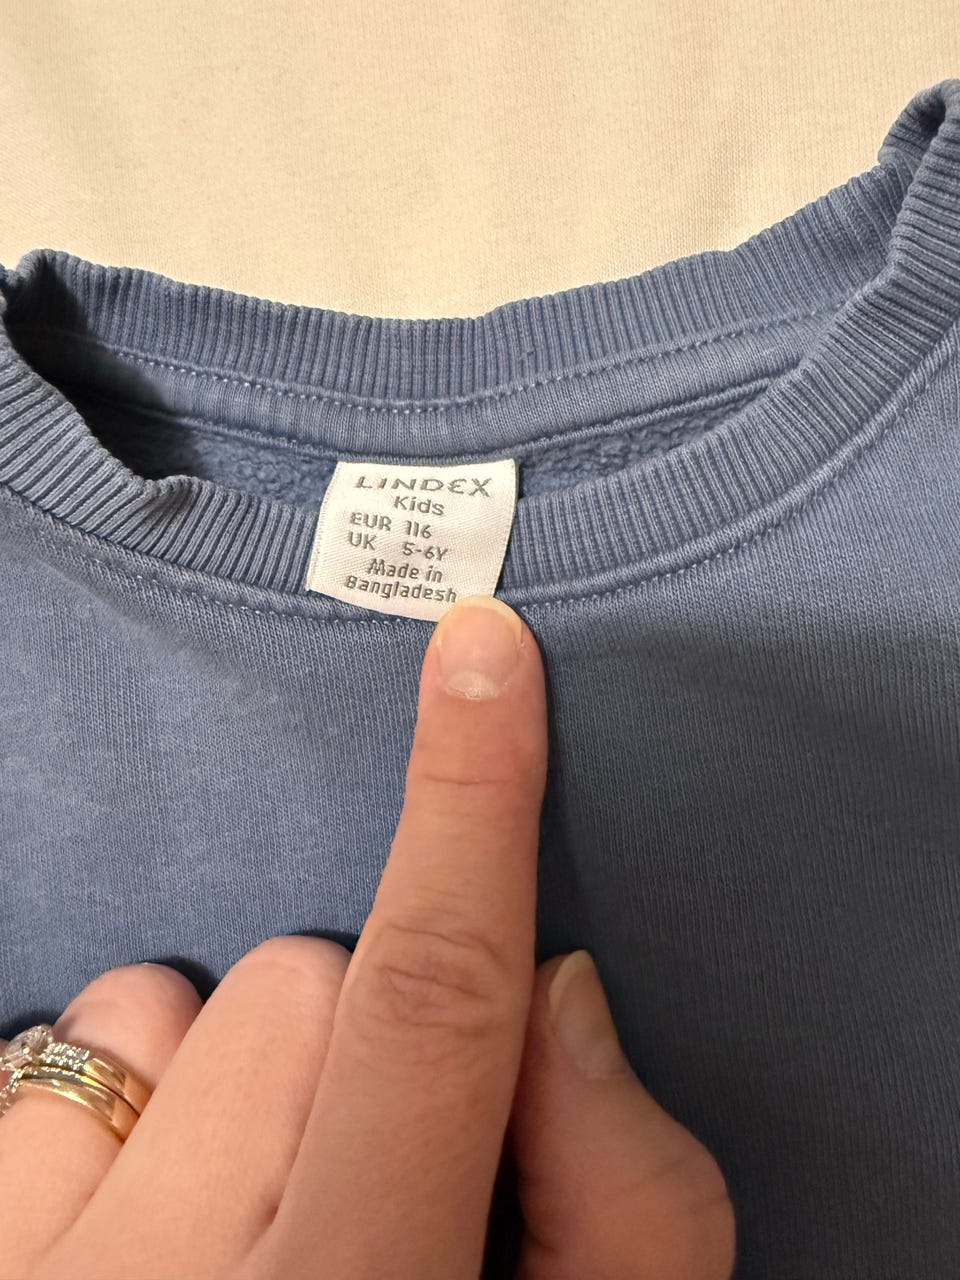 LINDEX
Kids
EUR 116
UK 5-6Y
Made in
Bangladesh